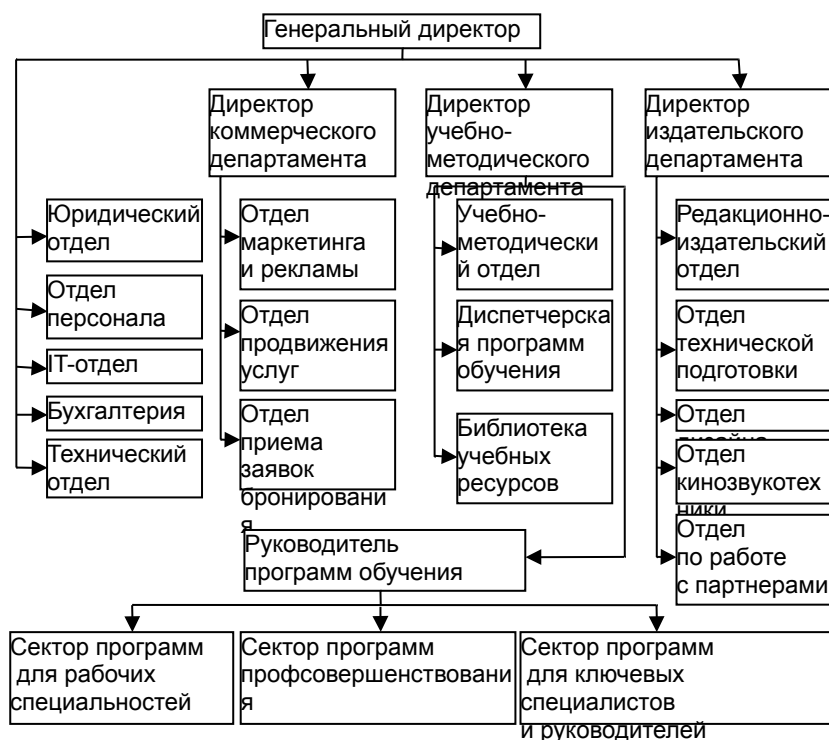 Генеральный директор
Директор
коммерческого
департамента
Директор
учебно-
методического
департамента
Директор
издательского
департамента
Юридический
отдел
Отдел
персонала
IT-отдел
Бухгалтерия
Технический
отдел
Отдел
маркетинга
и рекламы
Отдел
продвижения
услуг
Отдел
приема
заявок
бронировани
я
Учебно-
методически
й отдел
Диспетчерска
я программ
обучения
Библиотека
учебных
ресурсов
Редакционно-
издательский
отдел
Отдел
технической
подготовки
Отдел
дизайна
Отдел
кинозвукотех
ники
Отдел
по работе
с партнерами
Руководитель
программ обучения
Сектор программ
для рабочих
специальностей
Сектор программ
профсовершенствовани
я
Сектор программ
для ключевых
специалистов
и руководителей